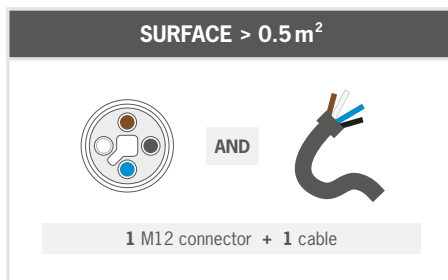 SURFACE > 0.5 m²
AND
1 M12 connector + 1 cable